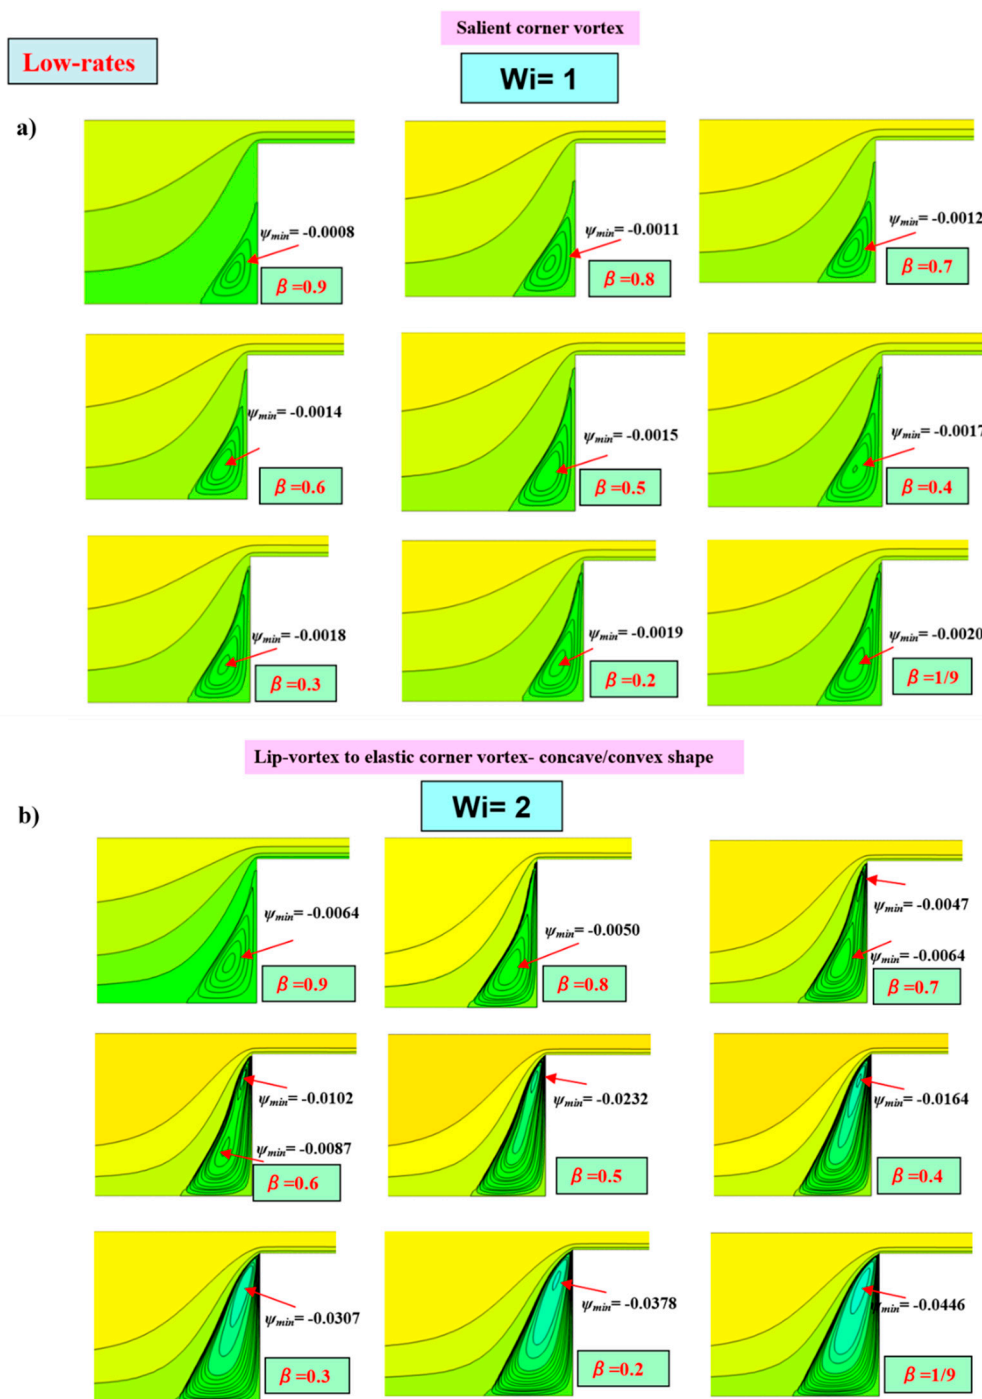 Salient corner vortex
Low-rates
Wi= 1
a)
ψmin= -0.0008
β=0.9
ψmin= -0.0011
β=0.8
ψmin= -0.0012
β=0.7
ψmin= -0.0014
β=0.6
ψmin= -0.0015
β=0.5
ψmin= -0.0017
β=0.4
ψmin= -0.0018
β=0.3
ψmin= -0.0019
β=0.2
ψmin= -0.0020
β=1/9
Lip-vortex to elastic corner vortex- concave/convex shape
Wi= 2
b)
ψmin= -0.0064
β=0.9
ψmin= -0.0050
β=0.8
ψmin= -0.0047
ψmin= -0.0064
β=0.7
ψmin= -0.0102
ψmin= -0.0087
β=0.6
ψmin= -0.0232
β=0.5
ψmin= -0.0164
β=0.4
ψmin= -0.0307
β=0.3
ψmin= -0.0378
β=0.2
ψmin= -0.0446
β=1/9